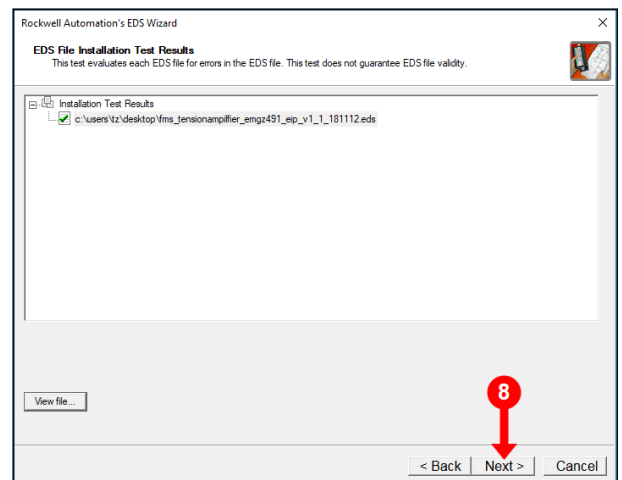 Rockwell Automation's EDS Wizard
EDS File Installation Test Results
This test evaluates each EDS file for errors in the EDS file. This test does not guarantee EDS file validity.
Installation Test Results
c:\users\tz\desktop\fms_tensionamplfier_emgz491_eip_v1_1_181112.eds
View file...
8
< Back
Next >
Cancel